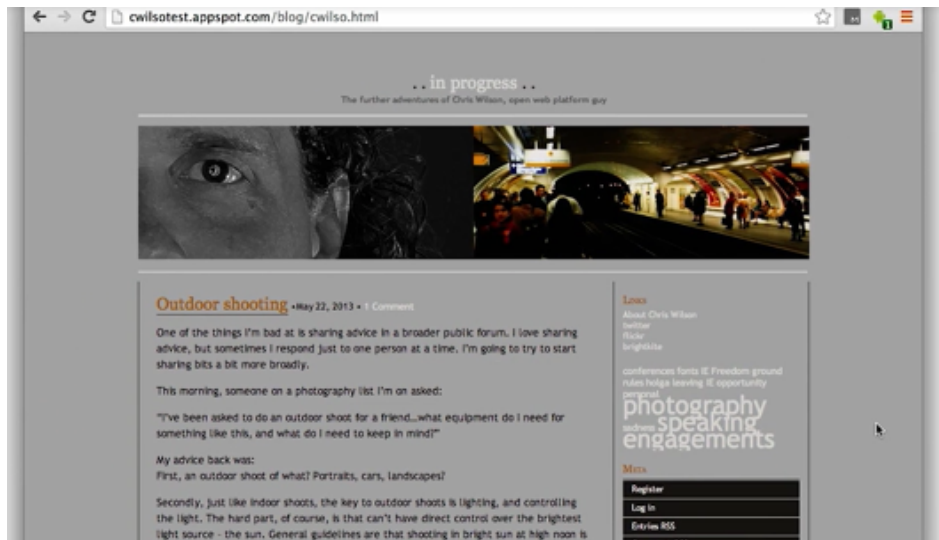 cwilsotest.appspot.com/blog/cwilso.html
. . in progress . .
The further adventures of Chris Wilson, open web platform guy
Outdoor shooting • May 22, 2013 • 1 Comment
One of the things I'm bad at is sharing advice in a broader public forum. I love sharing
advice, but sometimes I respond just to one person at a time. I'm going to try to start
sharing bits a bit more broadly.
This morning, someone on a photography list I'm on asked:
"I've been asked to do an outdoor shoot for a friend...what equipment do I need for
something like this, and what do I need to keep in mind?"
My advice back was:
First, an outdoor shoot of what? Portraits, cars, landscapes?
Secondly, just like indoor shoots, the key to outdoor shoots is lighting, and controlling
the light. The hard part, of course, is that can't have direct control over the brightest
light source - the sun. General guidelines are that shooting in bright sun at high noon is
Links
About Chris Wilson
twitter
flickr
brightkite
conferences fonts IE Freedom ground
rules holga leaving IE opportunity
personal
photography
sadness speaking
engagements
Meta
Register
Log in
Entries RSS